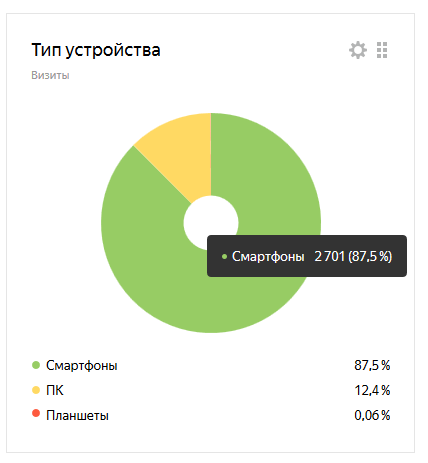 Тип устройства
Визиты
Смартфоны 2 701 (87,5 %)
Смартфоны 87,5 %
ПК 12,4 %
Планшеты 0,06 %